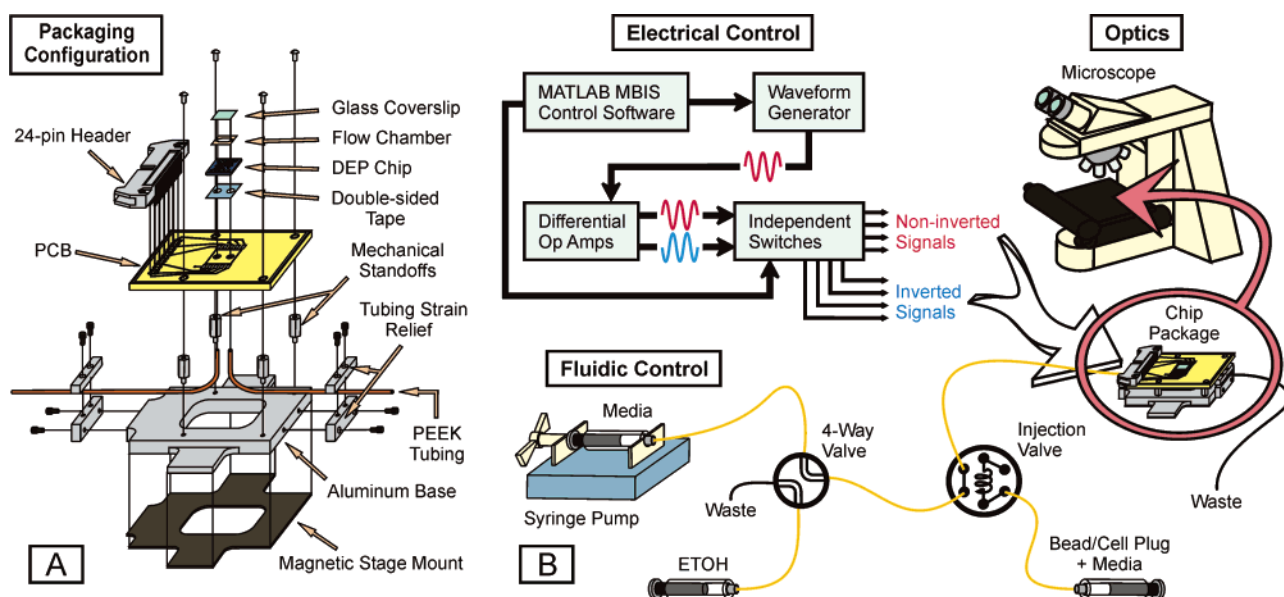 Packaging
Configuration
24-pin Header
Glass Coverslip
Flow Chamber
DEP Chip
Double-sided
Tape
PCB
Mechanical
Standoffs
Tubing Strain
Relief
PEEK
Tubing
Aluminum Base
Magnetic Stage Mount
A
Electrical Control
MATLAB MBIS
Control Software
Waveform
Generator
Differential
Op Amps
Independent
Switches
Non-inverted
Signals
Inverted
Signals
Optics
Microscope
Chip
Package
Fluidic Control
Media
4-Way
Valve
Injection
Valve
Waste
Waste
Syringe Pump
ETOH
Bead/Cell Plug
+ Media
B